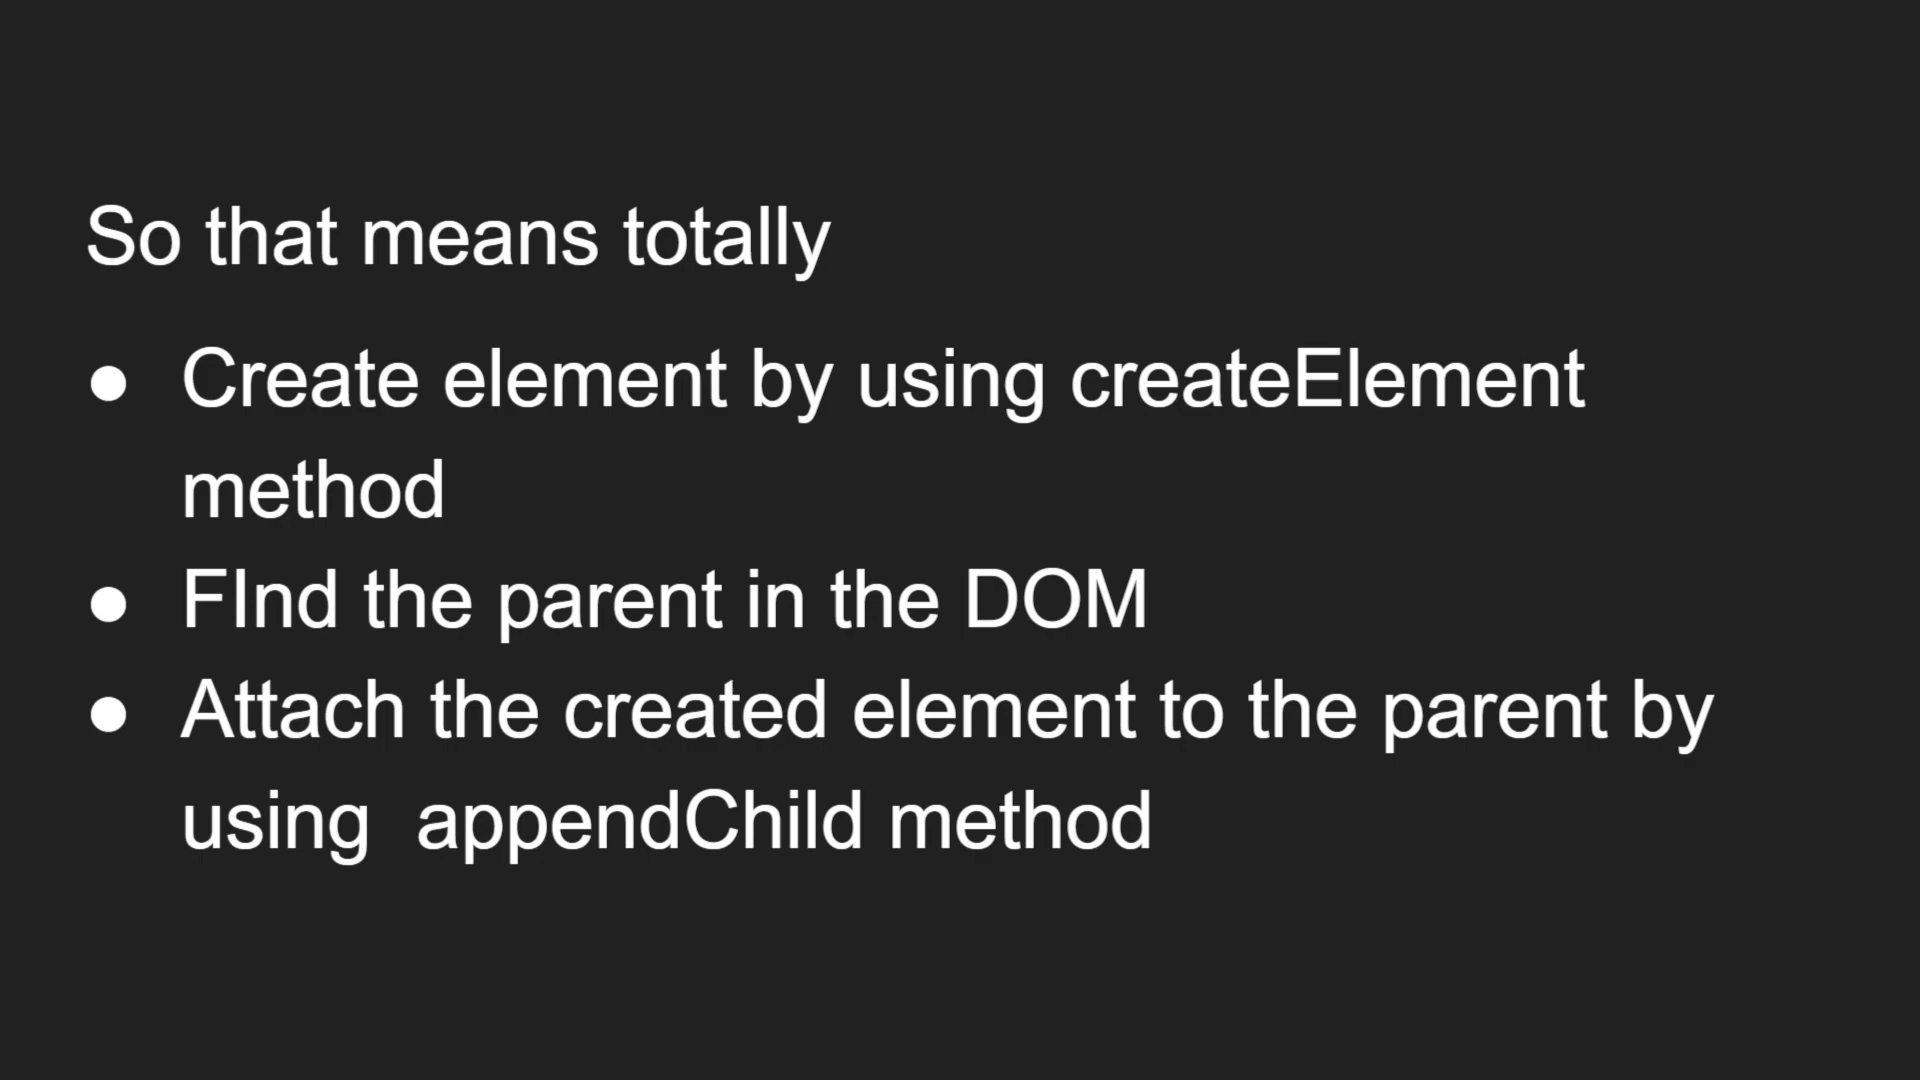 So that means totally
● Create element by using createElement
method
● FInd the parent in the DOM
● Attach the created element to the parent by
using  appendChild method